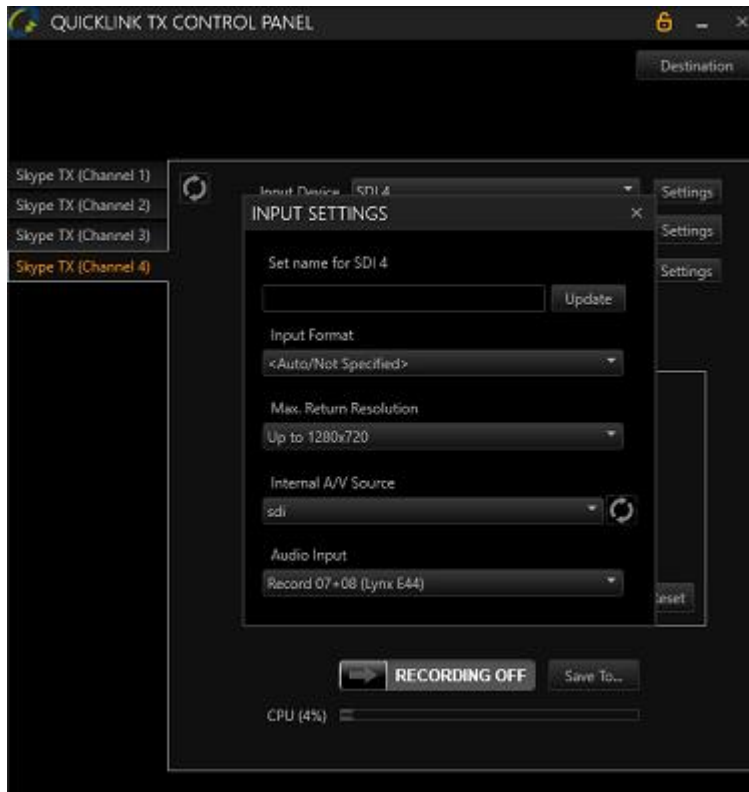 QUICKLINK TX CONTROL PANEL
Destination
Skype TX (Channel 1)
Skype TX (Channel 2)
Skype TX (Channel 3)
Skype TX (Channel 4)
Input Device SDI 4 Settings
Settings
Settings
INPUT SETTINGS
Set name for SDI 4
Update
Input Format
<Auto/Not Specified>
Max. Return Resolution
Up to 1280x720
Internal A/V Source
sdi
Audio Input
Record 07+08 (Lynx E44)
RECORDING OFF
Save To...
CPU (4%)